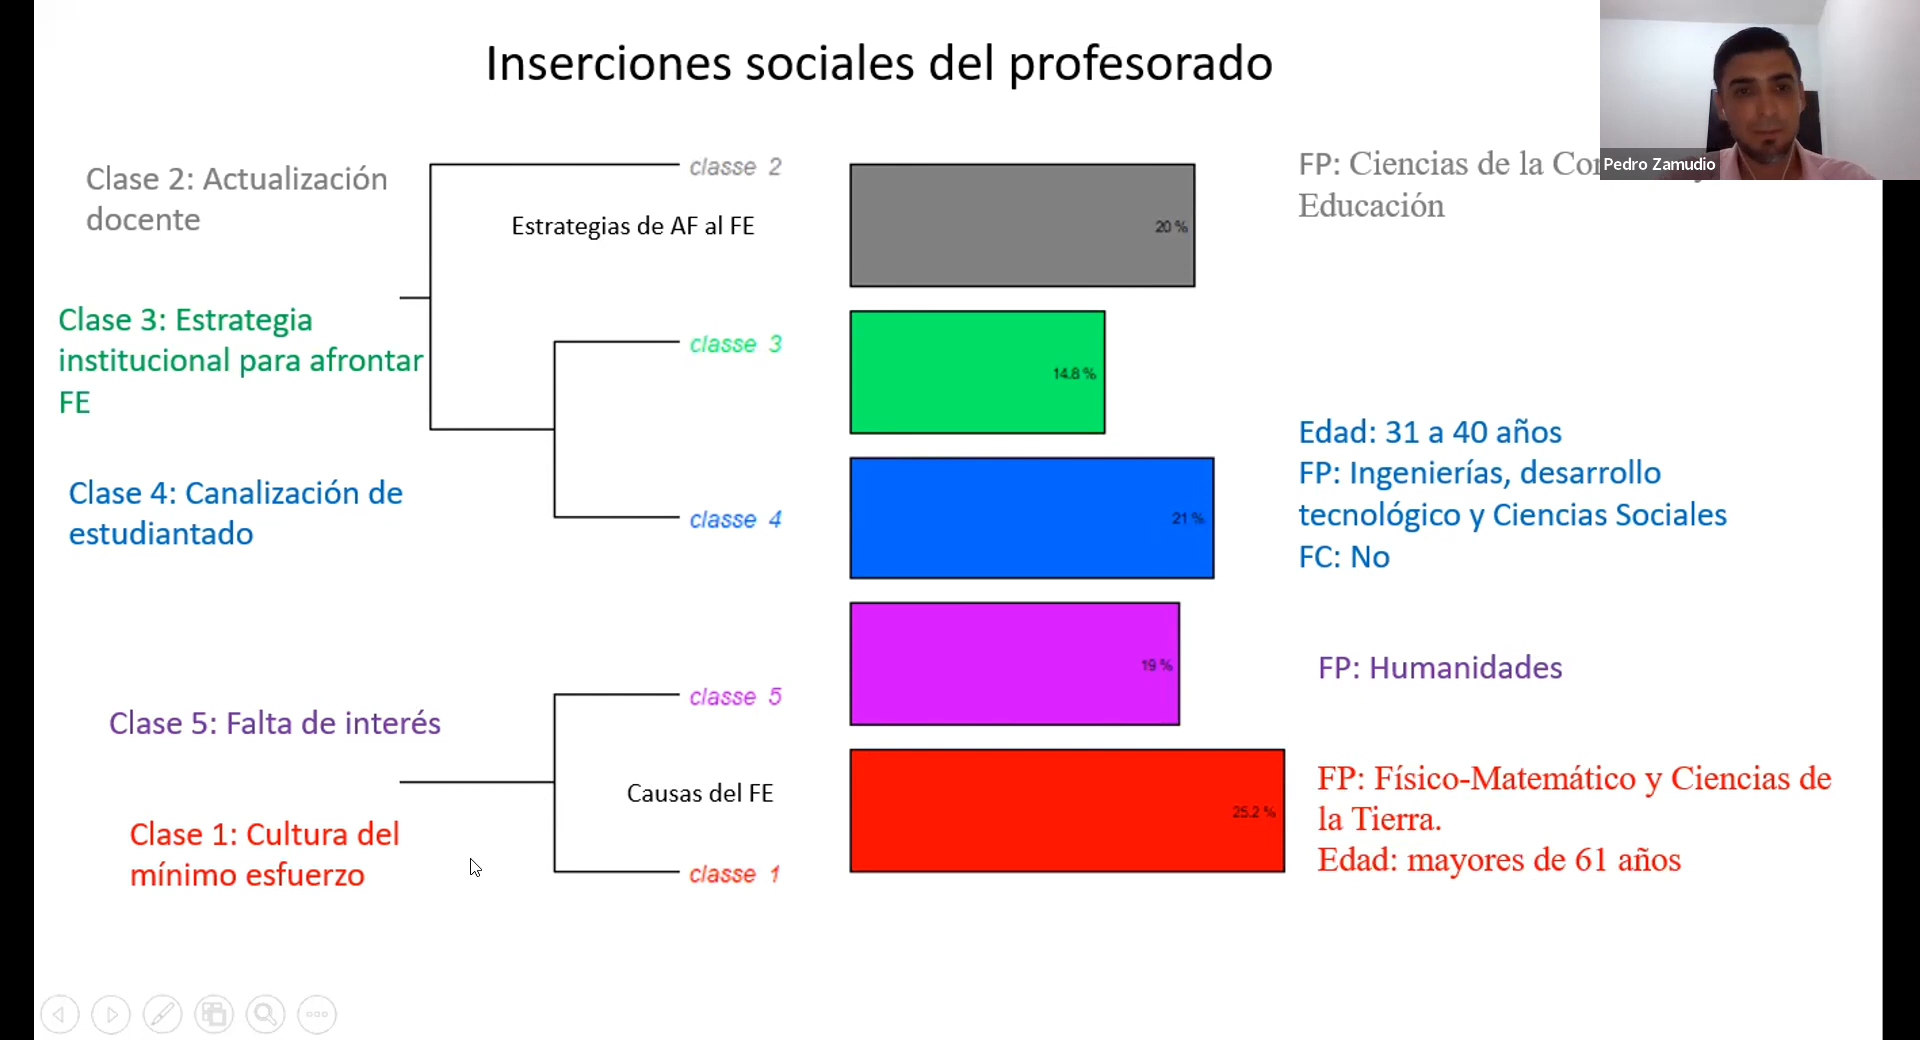 Inserciones sociales del profesorado
Pedro Zamudio
Clase 2: Actualización
docente
classe 2
Estrategias de AF al FE
20 %
FP: Ciencias de la
Educación
Clase 3: Estrategia
institucional para afrontar
FE
classe 3
14.8 %
Clase 4: Canalización de
estudiantado
classe 4
21 %
Edad: 31 a 40 años
FP: Ingenierías, desarrollo
tecnológico y Ciencias Sociales
FC: No
Clase 5: Falta de interés
classe 5
19 %
FP: Humanidades
Causas del FE
Clase 1: Cultura del
mínimo esfuerzo
classe 1
25.2 %
FP: Físico-Matemático y Ciencias de
la Tierra.
Edad: mayores de 61 años